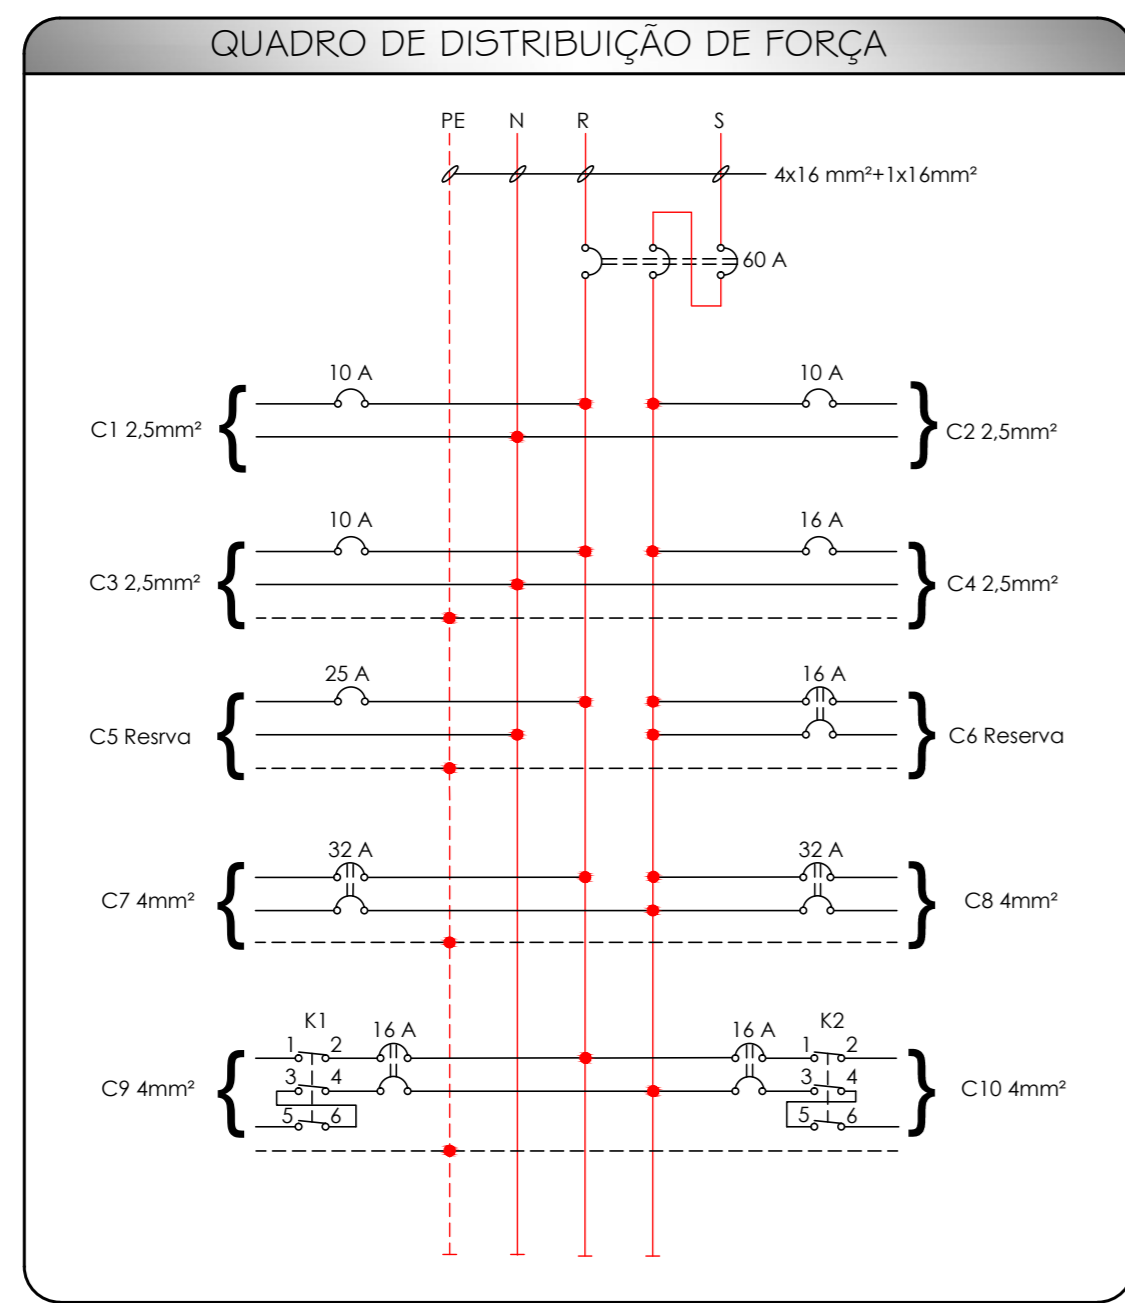 QUADRO DE DISTRIBUIÇÃO DE FORÇA
PE N R S
4x16 mm²+1x16mm²
60 A
10 A 10 A
C1 2,5mm² C2 2,5mm²
10 A 16 A
C3 2,5mm² C4 2,5mm²
25 A 16 A
C5 Resrva C6 Reserva
32 A 32 A
C7 4mm² C8 4mm²
K1 16 A 16 A K2
1 2 1 2
3 4 3 4
C9 4mm² C10 4mm²
5 6 5 6